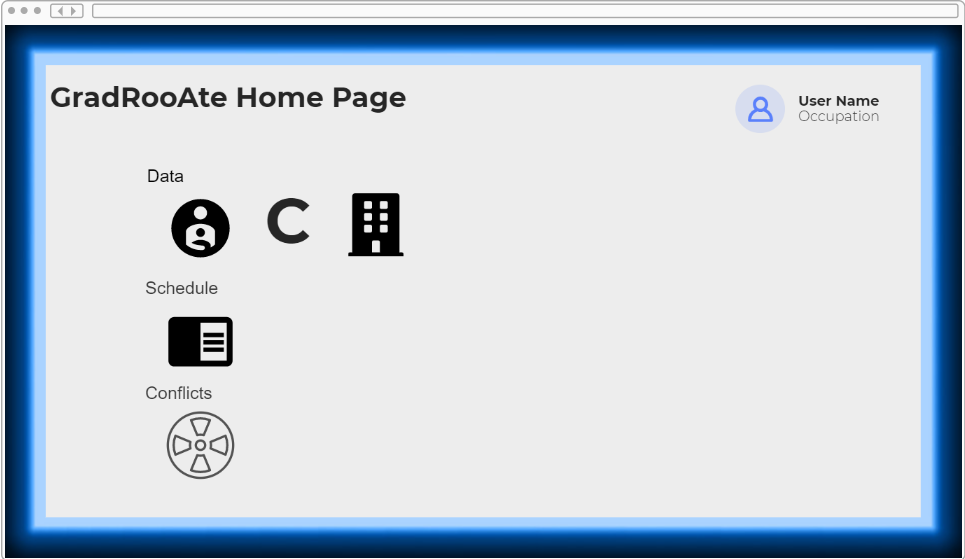 GradRooAte Home Page
User Name
Occupation
Data
C
Schedule
Conflicts